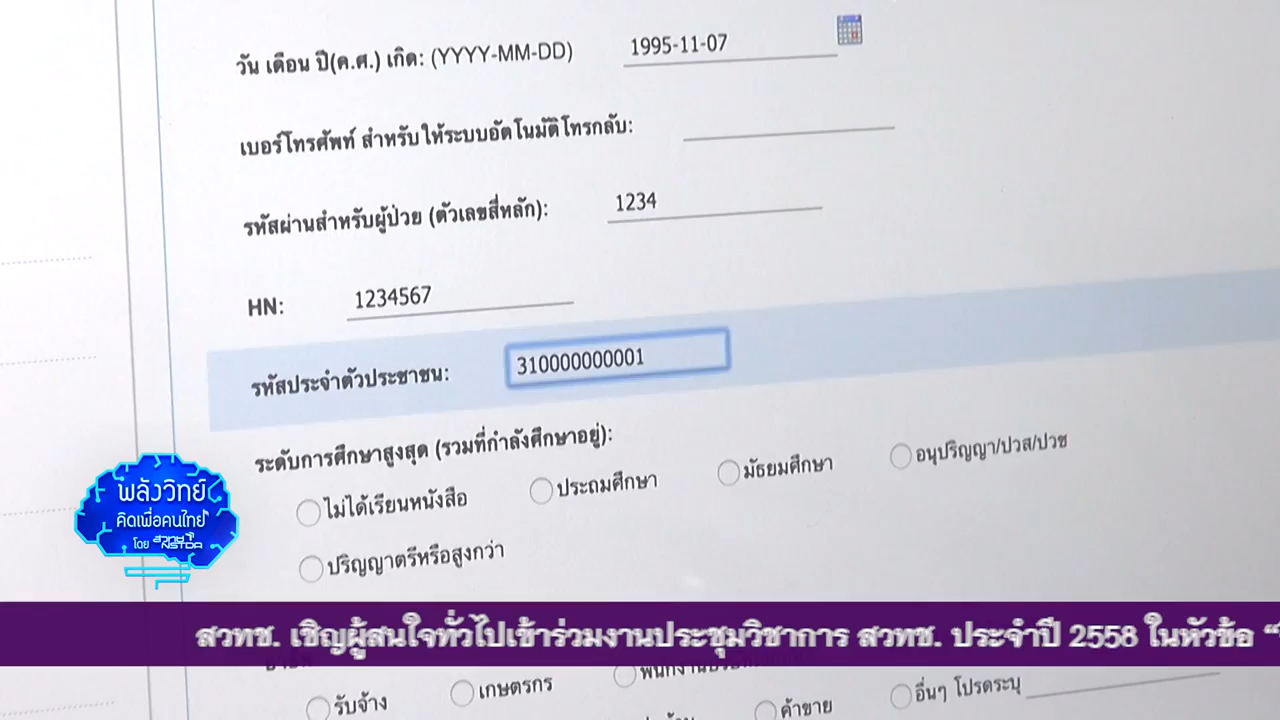 วัน เดือน ปี(ค.ศ.) เกิด: (YYYY-MM-DD) 1995-11-07
เบอร์โทรศัพท์ สำหรับให้ระบบอัตโนมัติโทรกลับ:
รหัสผ่านสำหรับผู้ป่วย (ตัวเลขสี่หลัก): 1234
HN: 1234567
รหัสประจำตัวประชาชน: 310000000001
ระดับการศึกษาสูงสุด (รวมที่กำลังศึกษาอยู่):
ไม่ได้เรียนหนังสือ ประถมศึกษา มัธยมศึกษา อนุปริญญา/ปวส/ปวช
ปริญญาตรีหรือสูงกว่า
พลังวิทย์
คิดเพื่อคนไทย
โดย สวทช NSTDA
สวทช. เชิญผู้สนใจทั่วไปเข้าร่วมงานประชุมวิชาการ สวทช. ประจำปี 2558 ในหัวข้อ "
รับจ้าง เกษตรกร ค้าขาย อื่นๆ โปรดระบุ